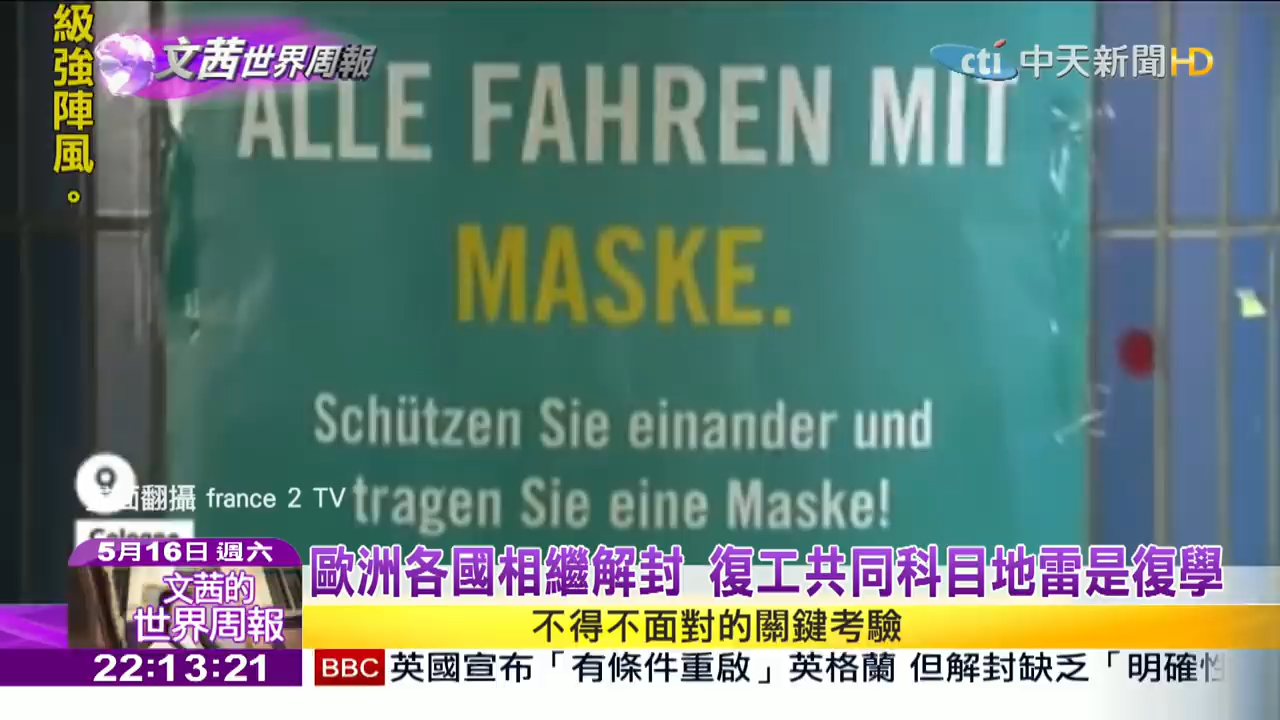 級強陣風。
文茜世界周報
cti 中天新聞HD
ALLE FAHREN MIT
MASKE.
Schützen Sie einander und
tragen Sie eine Maske!
畫面翻攝 france 2 TV
5月16日 週六
文茜的
世界周報
歐洲各國相繼解封 復工共同科目地雷是復學
不得不面對的關鍵考驗
22:13:21
BBC 英國宣布「有條件重啟」英格蘭 但解封缺乏「明確性